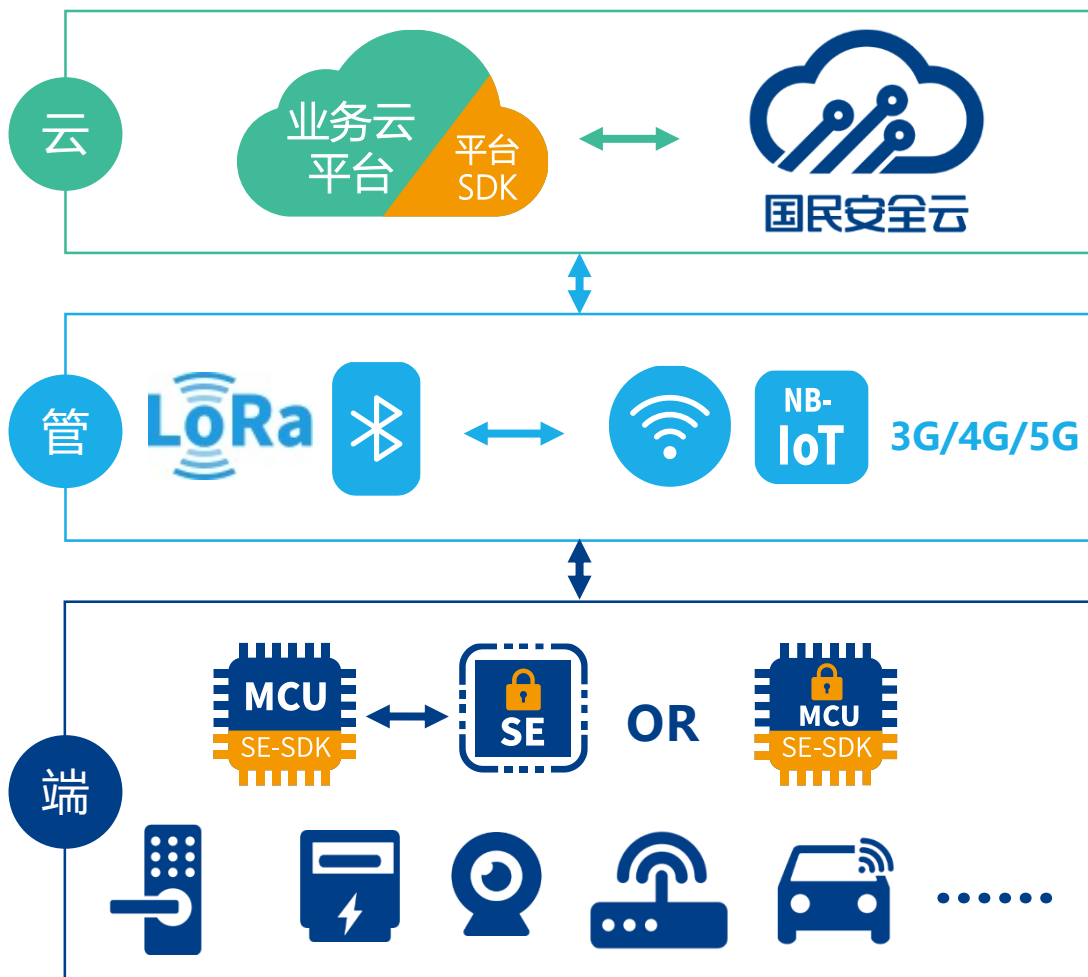 云
业务云
平台
平台
SDK
国民安全云
管
LoRa
NB-
IoT
3G/4G/5G
端
MCU
SE-SDK
SE
OR
MCU
SE-SDK